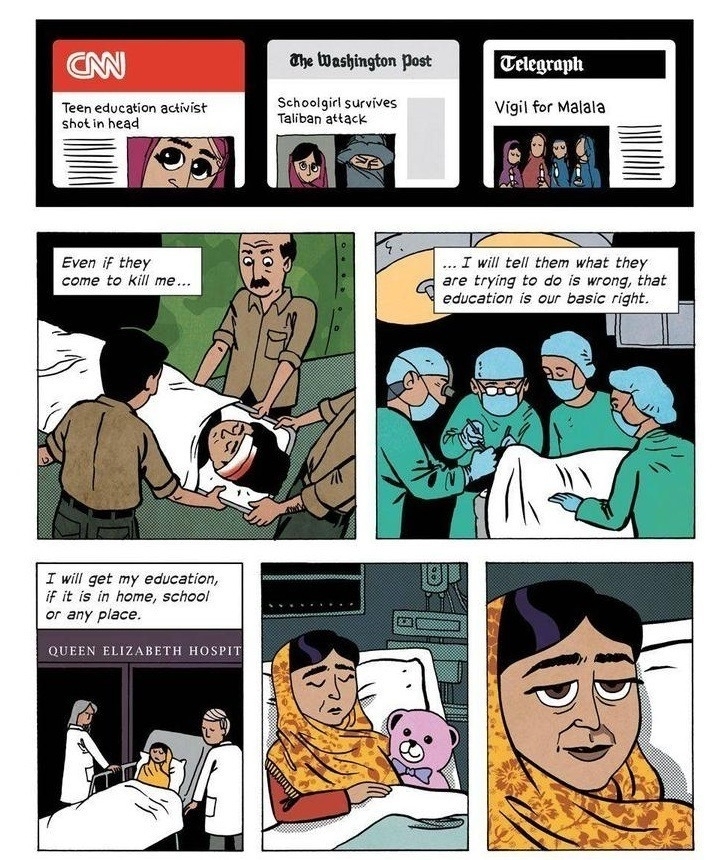 CNN
Teen education activist
shot in head
The Washington Post
Schoolgirl survives
Taliban attack
Telegraph
Vigil for Malala
Even if they
come to kill me...
... I will tell them what they
are trying to do is wrong, that
education is our basic right.
I will get my education,
if it is in home, school
or any place.
QUEEN ELIZABETH HOSPIT